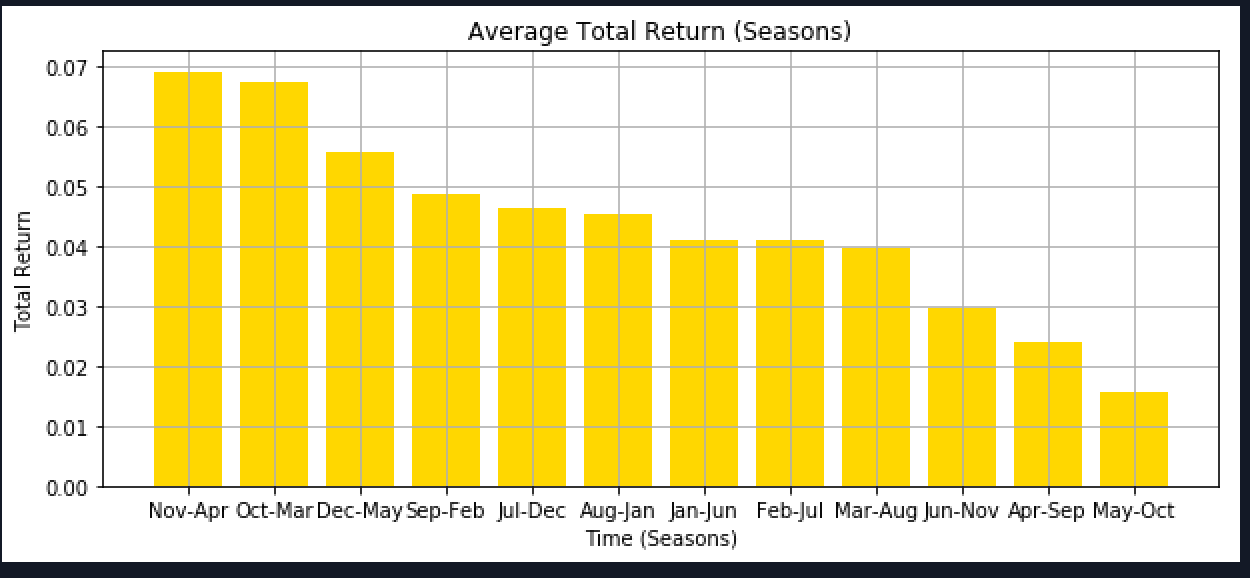 Average Total Return (Seasons)
0.07
0.06
0.05
0.04
0.03
0.02
0.01
0.00
Total Return
Nov-Apr Oct-Mar Dec-May Sep-Feb Jul-Dec Aug-Jan Jan-Jun Feb-Jul Mar-Aug Jun-Nov Apr-Sep May-Oct
Time (Seasons)